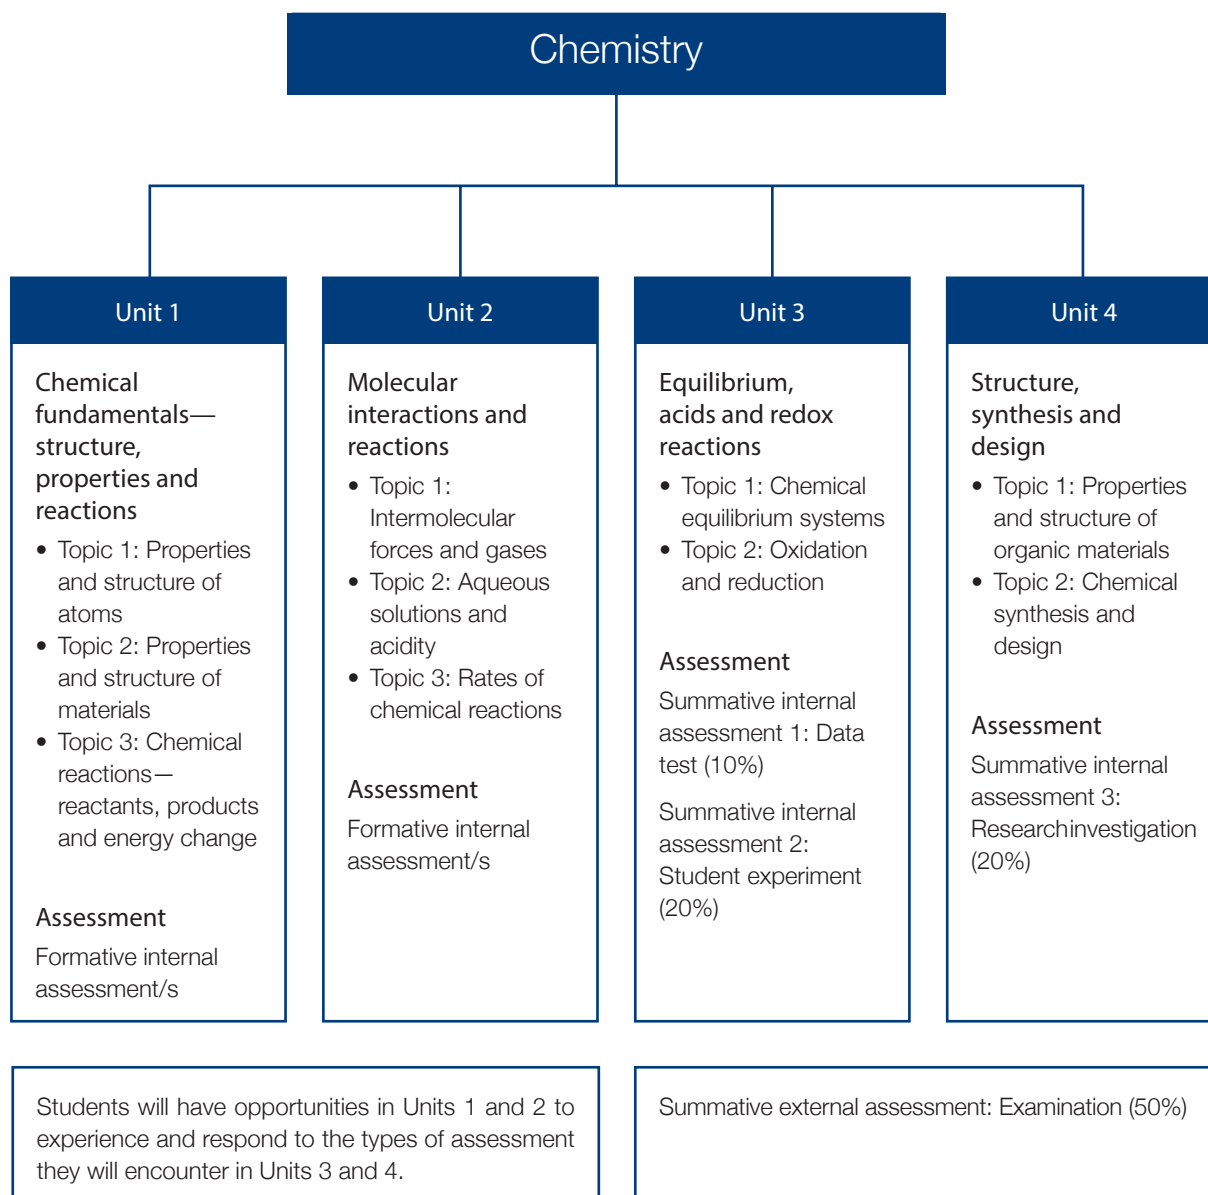 Chemistry
Unit 1
Chemical
fundamentals—
structure,
properties and
reactions
• Topic 1: Properties
and structure of
atoms
• Topic 2: Properties
and structure of
materials
• Topic 3: Chemical
reactions—
reactants, products
and energy change
Assessment
Formative internal
assessment/s
Unit 2
Molecular
interactions and
reactions
• Topic 1:
Intermolecular
forces and gases
• Topic 2: Aqueous
solutions and
acidity
• Topic 3: Rates of
chemical reactions
Assessment
Formative internal
assessment/s
Unit 3
Equilibrium,
acids and redox
reactions
• Topic 1: Chemical
equilibrium systems
• Topic 2: Oxidation
and reduction
Assessment
Summative internal
assessment 1: Data
test (10%)
Summative internal
assessment 2:
Student experiment
(20%)
Unit 4
Structure,
synthesis and
design
• Topic 1: Properties
and structure of
organic materials
• Topic 2: Chemical
synthesis and
design
Assessment
Summative internal
assessment 3:
Researchinvestigation
(20%)
Students will have opportunities in Units 1 and 2 to
experience and respond to the types of assessment
they will encounter in Units 3 and 4.
Summative external assessment: Examination (50%)